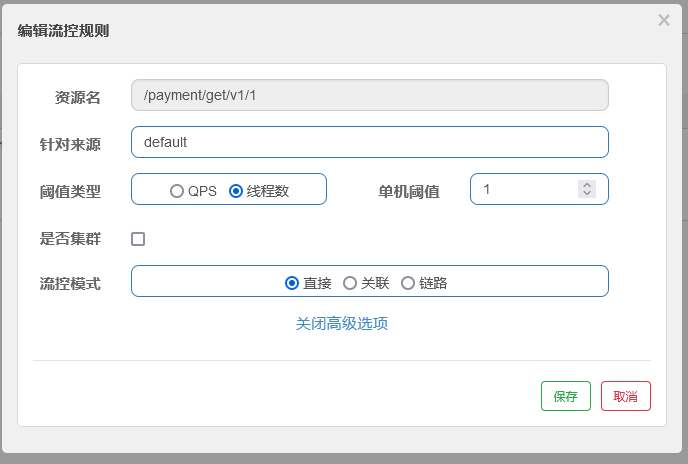 编辑流控规则 ×
资源名 /payment/get/v1/1
针对来源 default
阈值类型 QPS 线程数 单机阈值 1
是否集群
流控模式 直接 关联 链路
关闭高级选项
保存 取消